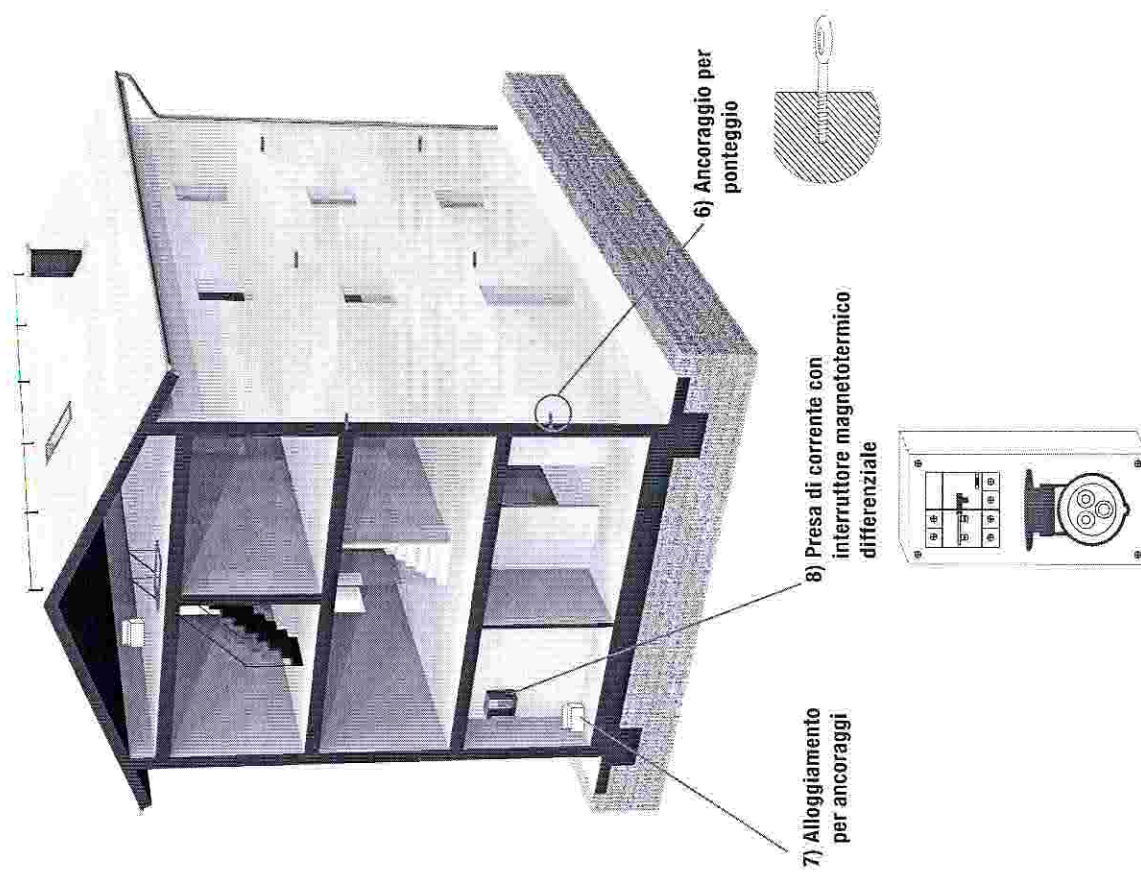 6) Ancoraggio per
ponteggio
8) Presa di corrente con
interruttore magnetotermico
differenziale
7) Alloggiamento
per ancoraggi